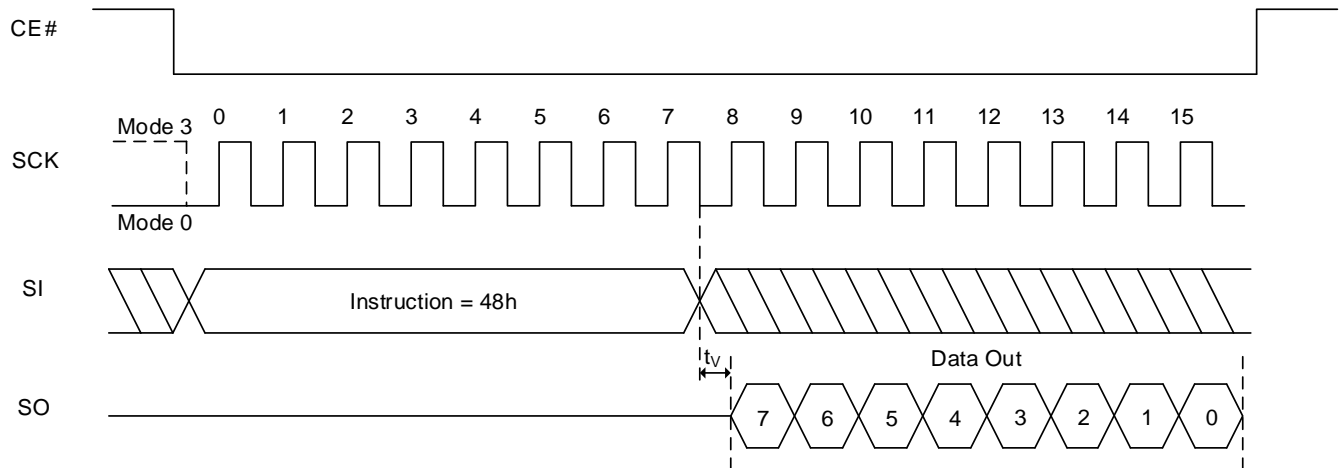 CE#
0 1 2 3 4 5 6 7 8 9 10 11 12 13 14 15
Mode 3
SCK
Mode 0
SI
Instruction = 48h
tV
Data Out
SO
7 6 5 4 3 2 1 0